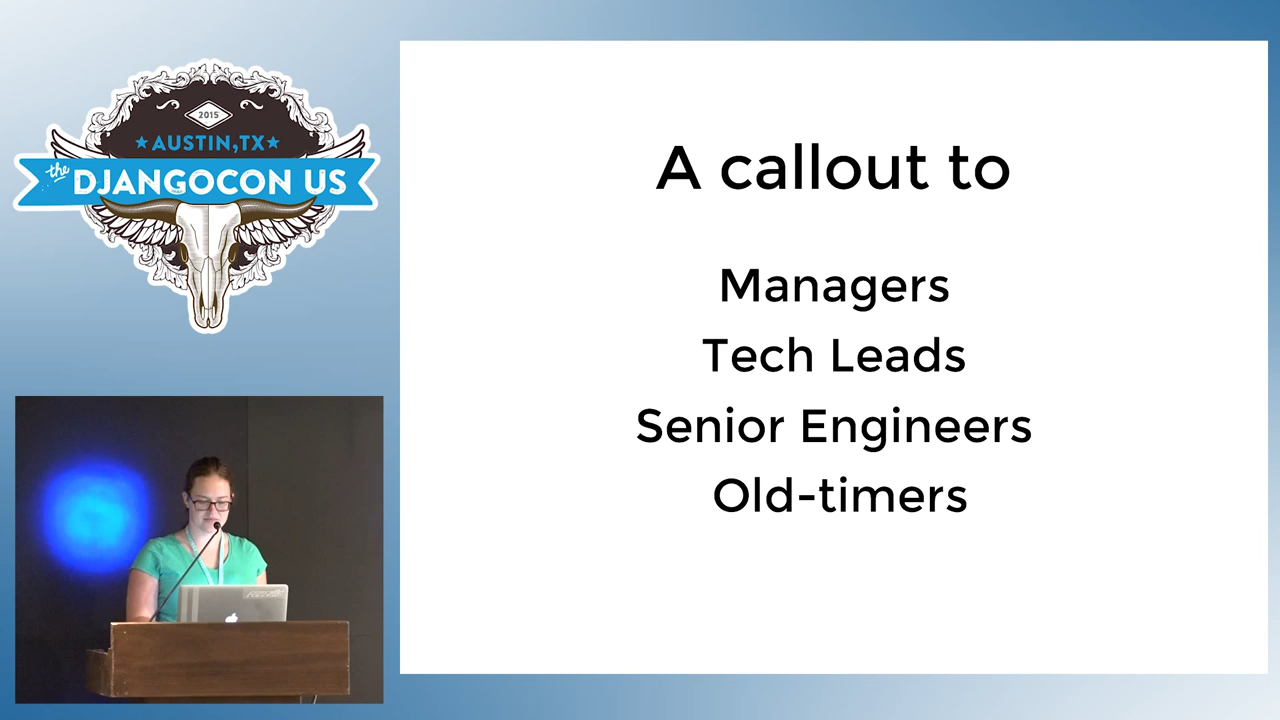 2015
AUSTIN, TX
the
DJANGOCON US
A callout to
Managers
Tech Leads
Senior Engineers
Old-timers